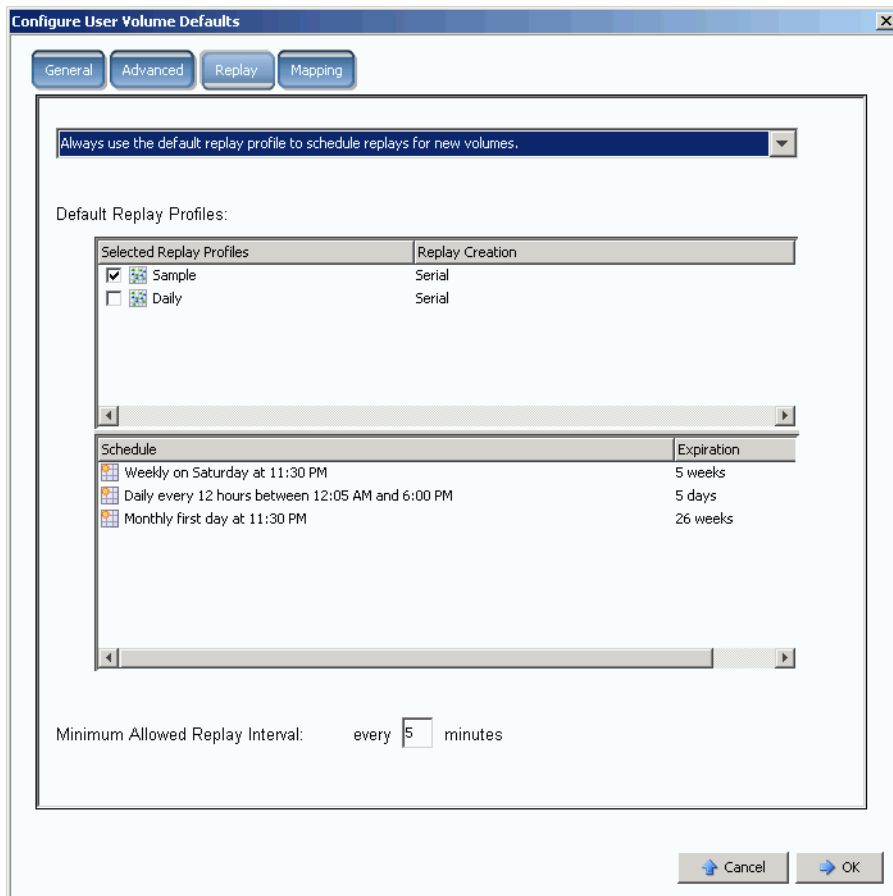 Configure User Volume Defaults
General Advanced Replay Mapping
Always use the default replay profile to schedule replays for new volumes.
Default Replay Profiles:
Selected Replay Profiles Replay Creation
Sample Serial
Daily Serial
Schedule Expiration
Weekly on Saturday at 11:30 PM 5 weeks
Daily every 12 hours between 12:05 AM and 6:00 PM 5 days
Monthly first day at 11:30 PM 26 weeks
Minimum Allowed Replay Interval: every 5 minutes
Cancel OK